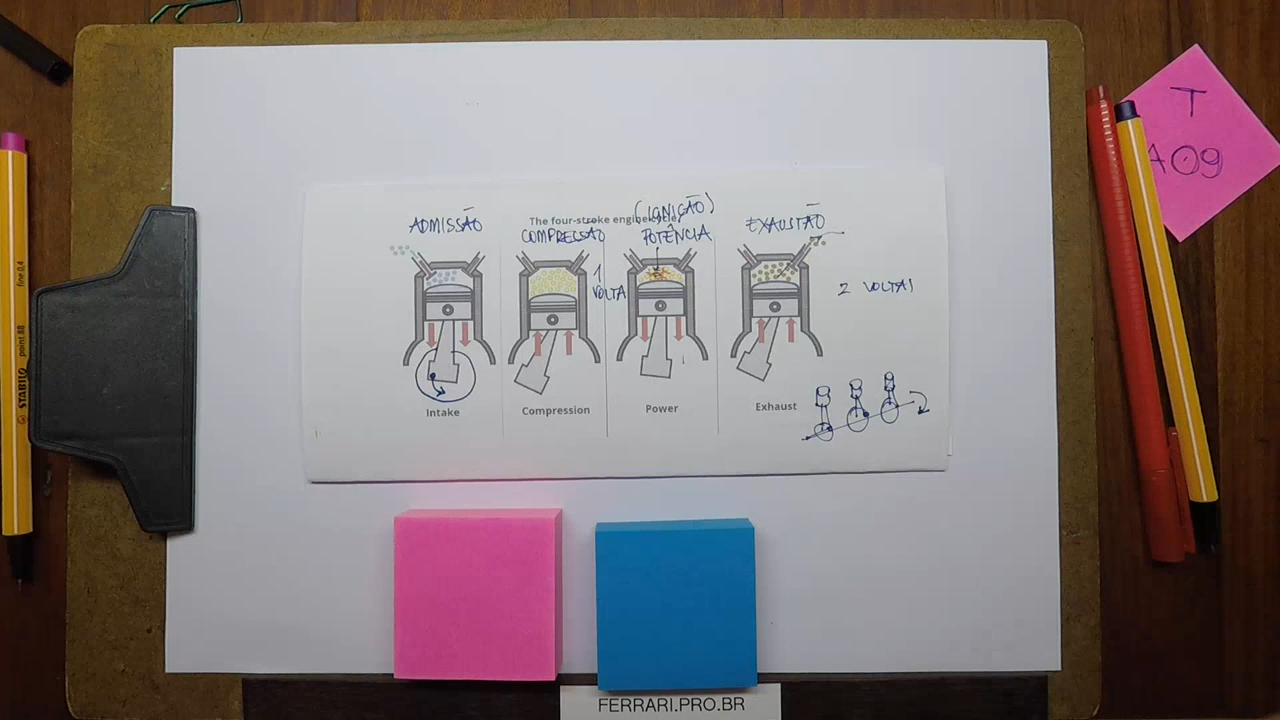 T
A09
ADMISSÃO
The four-stroke engine cycle
(IGNIÇÃO)
COMPRESSÃO
POTÊNCIA
EXAUSTÃO
1
VOLTA
2 VOLTAS
Intake
Compression
Power
Exhaust
fine 0,4
point 88
STABILO
FERRARI.PRO.BR